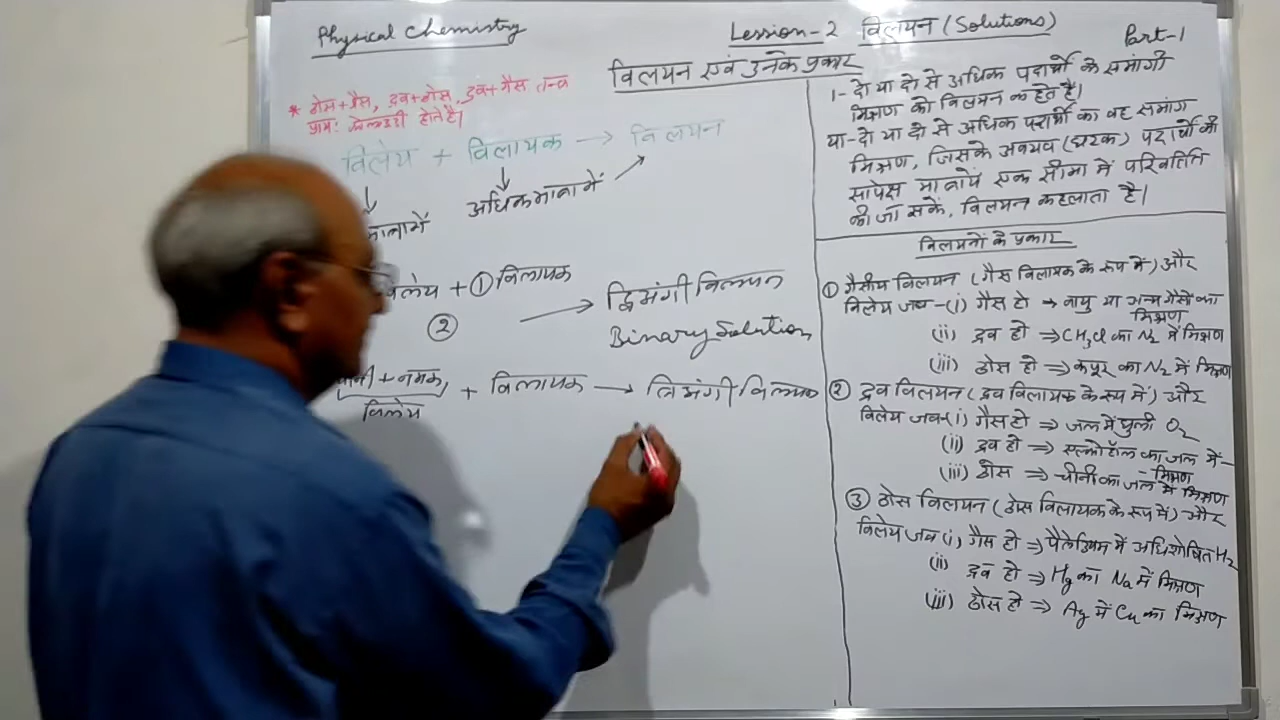 Physical Chemistry
Lession-2 विलयन (Solutions)
Part-1
विलयन एवं उनके प्रकार
* ठोस+गैस, द्रव+ठोस, द्रव+गैस तन्त्र
प्रायः होते है।
विलेय + विलायक → विलयन
अधिक मात्रा में
मात्रा में
विलेय + ① विलायक
②
→ द्विअंगी विलयन
Binary Solution
+ नमक + विलायक → त्रिअंगी विलयन
विलेय
1- दो या दो से अधिक पदार्थो के समांगी
मिश्रण को विलयन कहते है।
या- दो या दो से अधिक पदार्थो का वह समांग
मिश्रण, जिसके अवयव (घटक) पदार्थो की
सापेक्ष मात्रायें एक सीमा में परिवर्तित
की जा सकें, विलयन कहलाता है।
विलयनों के प्रकार
① गैसीय विलयन (गैस विलायक के रूप में) और
विलेय जब-(i) गैस हो → वायु या अन्य गैसों का
मिश्रण
(ii) द्रव हो ⇒ CH3Cl का N2 में मिश्रण
(iii) ठोस हो ⇒ कपूर का N2 में मिश्रण
② द्रव विलयन (द्रव विलायक के रूप में) और
विलेय जब-(i) गैस हो ⇒ जल में घुली O2
(ii) द्रव हो ⇒ एल्कोहॉल का जल में-
-मिश्रण
(iii) ठोस ⇒ चीनी का जल में मिश्रण
③ ठोस विलयन (ठोस विलायक के रूप में) और
विलेय जब (i) गैस हो ⇒ पैलेडियम में अधिशोषित H2
(ii) द्रव हो ⇒ Hg का Na में मिश्रण
(iii) ठोस हो ⇒ Ag में Cu का मिश्रण